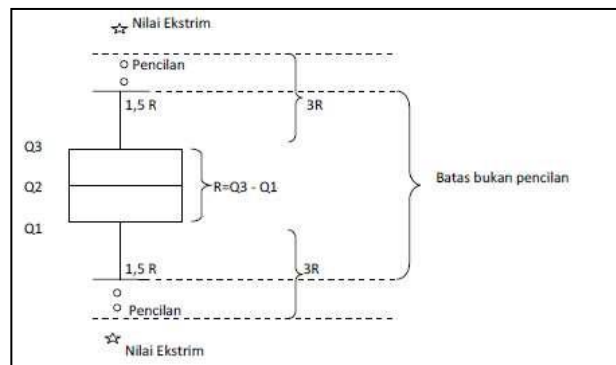 Nilai Ekstrim
Pencilan
1,5 R
3R
Q3
Q2
R=Q3 - Q1
Batas bukan pencilan
Q1
1,5 R
3R
Pencilan
Nilai Ekstrim